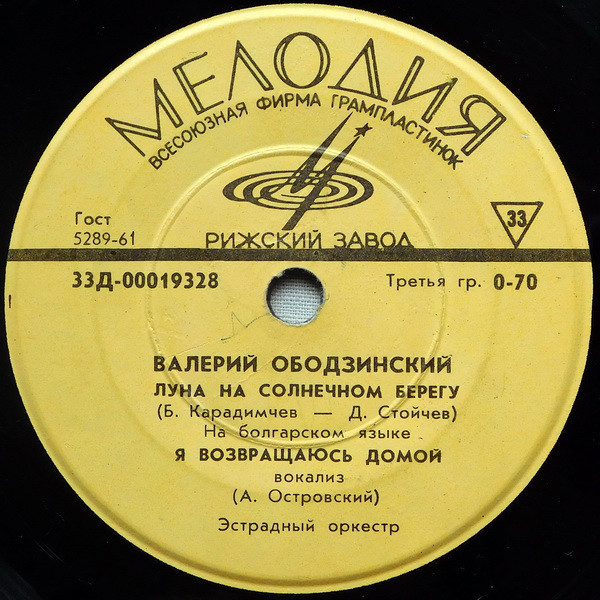 МЕЛОДИЯ
ВСЕСОЮЗНАЯ ФИРМА ГРАМПЛАСТИНОК
Гост
5289-61
33
РИЖСКИЙ ЗАВОД
33Д-00019328
Третья гр. 0-70
ВАЛЕРИЙ ОБОДЗИНСКИЙ
ЛУНА НА СОЛНЕЧНОМ БЕРЕГУ
(Б. Карадимчев — Д. Стойчев)
На болгарском языке
Я ВОЗВРАЩАЮСЬ ДОМОЙ
вокализ
(А. Островский)
Эстрадный оркестр